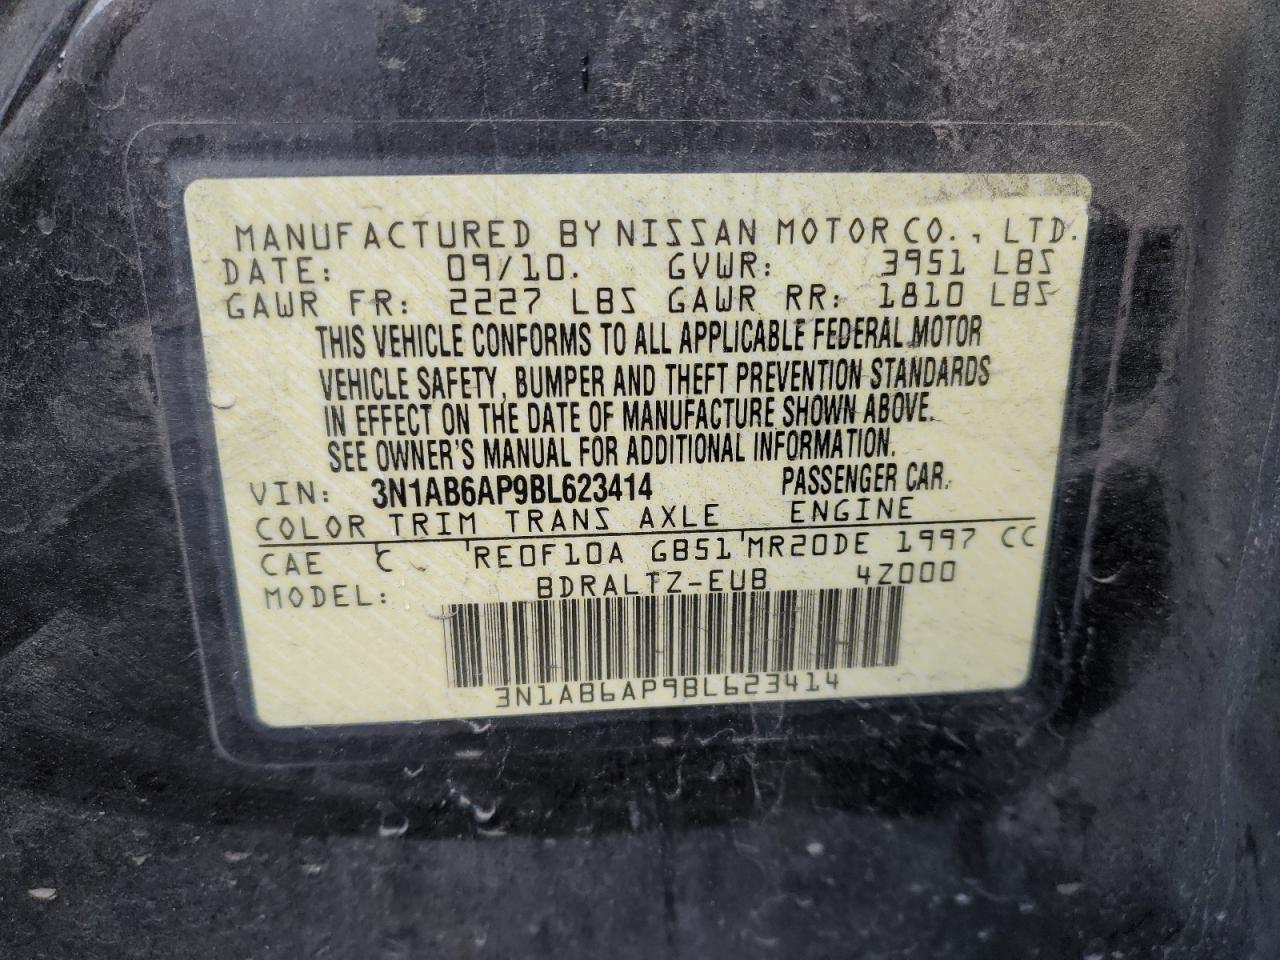 MANUFACTURED BY NISSAN MOTOR CO., LTD.
DATE: 09/10. GVWR: 3951 LBS
GAWR FR: 2227 LBS GAWR RR: 1810 LBS
THIS VEHICLE CONFORMS TO ALL APPLICABLE FEDERAL MOTOR
VEHICLE SAFETY, BUMPER AND THEFT PREVENTION STANDARDS
IN EFFECT ON THE DATE OF MANUFACTURE SHOWN ABOVE.
SEE OWNER'S MANUAL FOR ADDITIONAL INFORMATION.
VIN: 3N1AB6AP9BL623414 PASSENGER CAR.
COLOR TRIM TRANS AXLE ENGINE
CAE C RE0F10A GB51 MR20DE 1997 CC
MODEL: BDRALTZ-EUB 4Z000
3N1AB6AP9BL623414